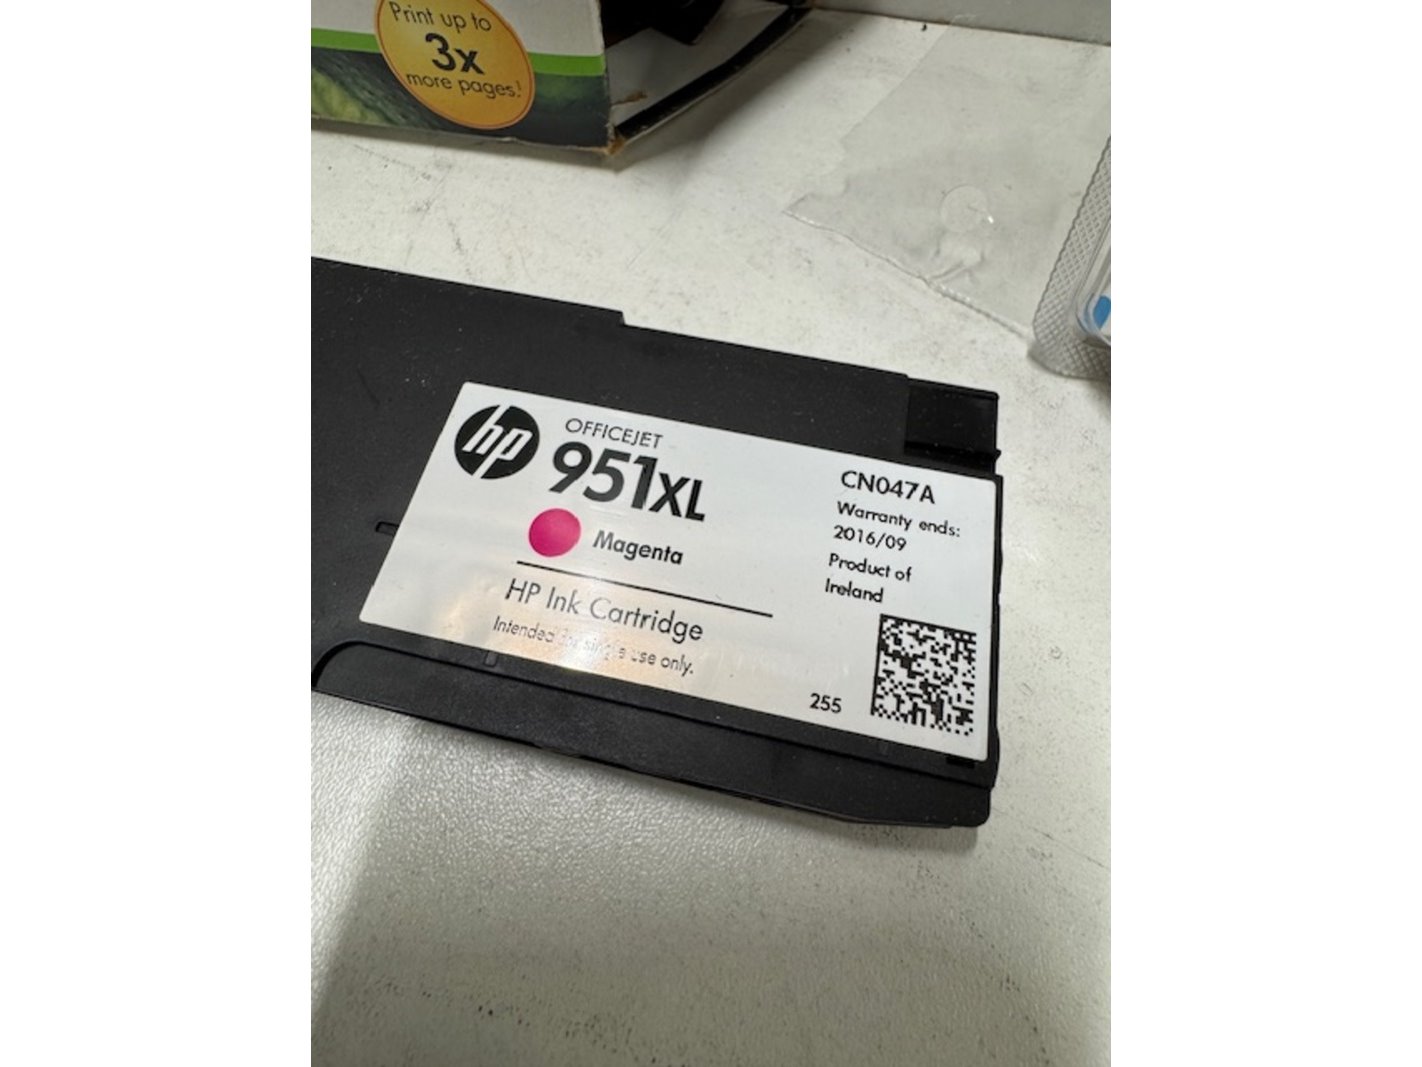 Print up to
3x
more pages!
hp
OFFICEJET
951XL
Magenta
HP Ink Cartridge
Intended for single use only.
CN047A
Warranty ends:
2016/09
Product of
Ireland
255